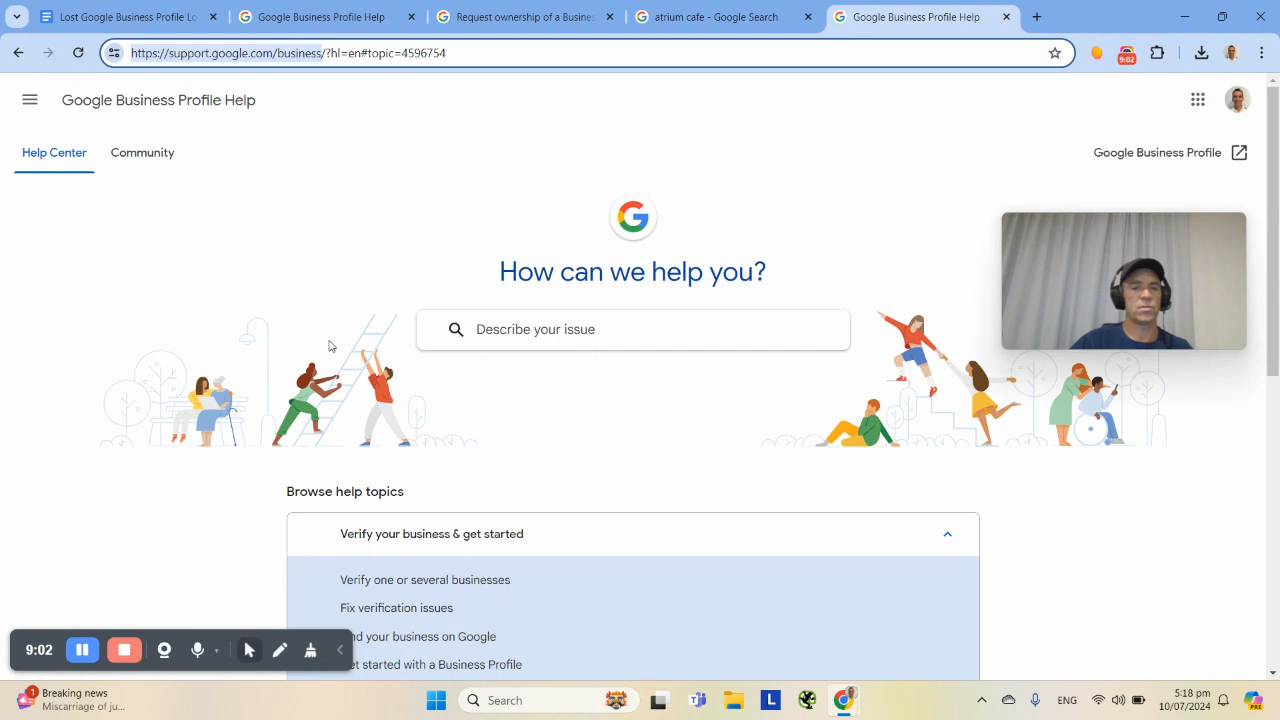 Lost Google Profile Lo
Google Business Profile Help
Request ownership of a Busine
atrium cafe - Google Search
Google Business Profile Help
https://support.google.com/business/?hl=en#topic=4596754
9:02
Google Business Profile Help
Help Center
Community
Google Business Profile
How can we help you?
Describe your issue
Browse help topics
Verify your business & get started
Verify one or several businesses
Fix verification issues
nd your business on Google
et started with a Business Profile
9:02
1
Breaking news
Miscarriage of ju...
Search
L
ENG
5:18 pm
10/07/2024
PRE